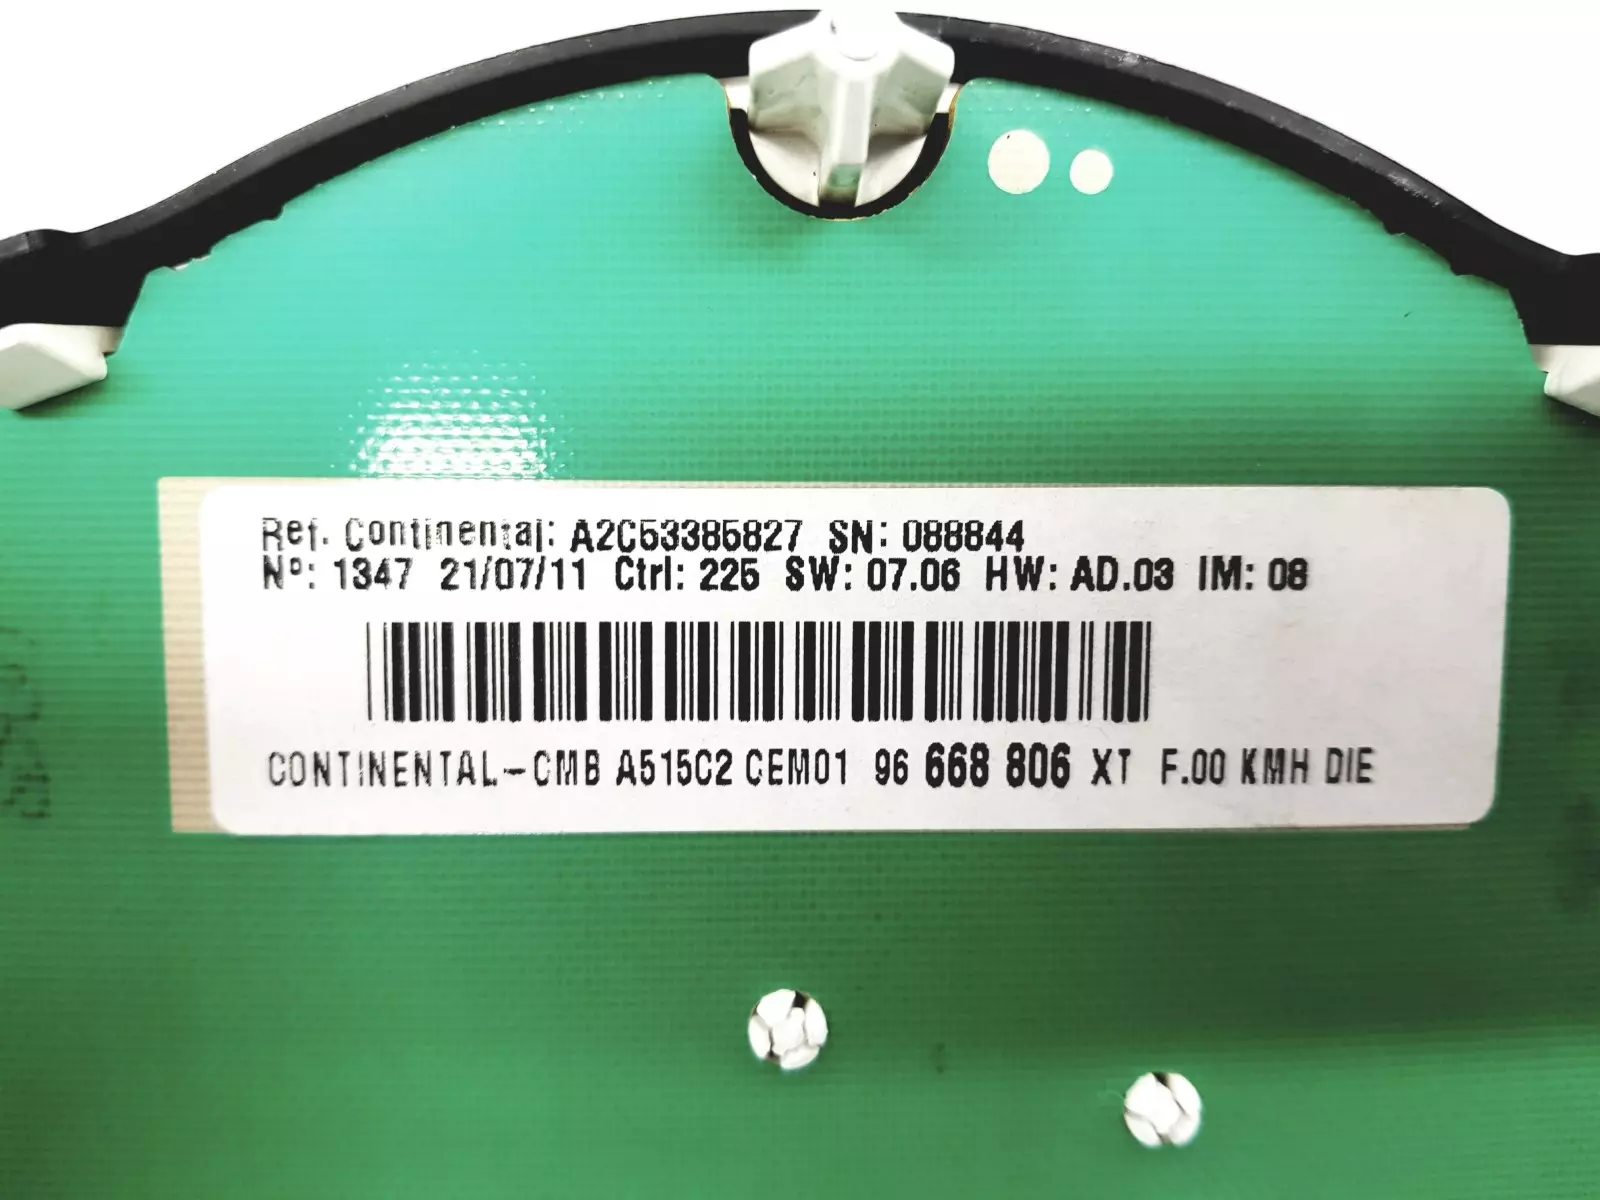 Ref. Continental: A2C53385827 SN: 088844
Nº: 1347 21/07/11 Ctrl: 225 SW: 07.06 HW: AD.03 IM: 08
CONTINENTAL-CMB A515C2 CEM01 96 668 806 XT F.00 KMH DIE